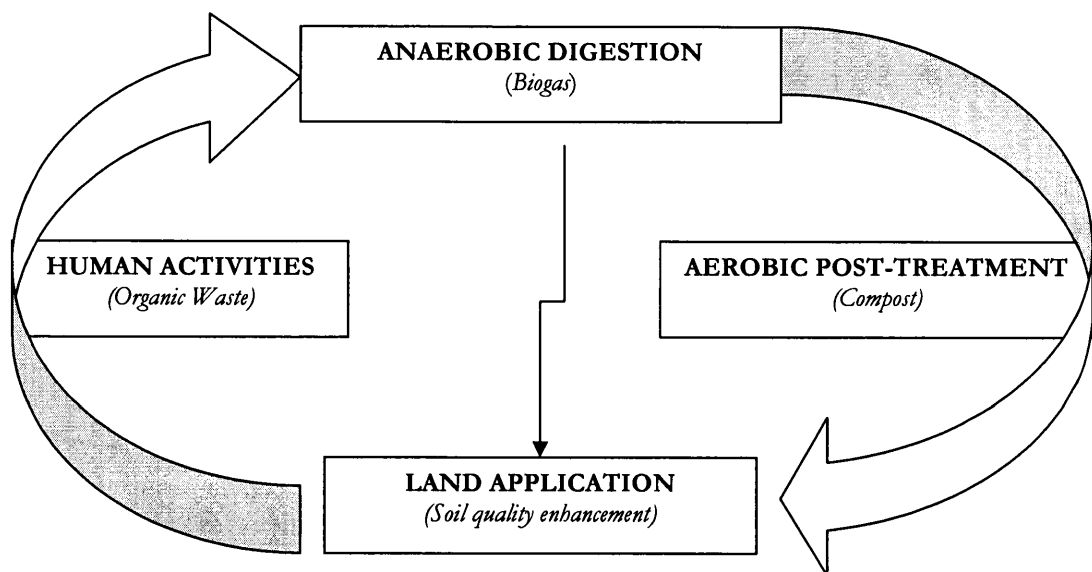 ANAEROBIC DIGESTION
(Biogas)
HUMAN ACTIVITIES
(Organic Waste)
AEROBIC POST-TREATMENT
(Compost)
LAND APPLICATION
(Soil quality enhancement)